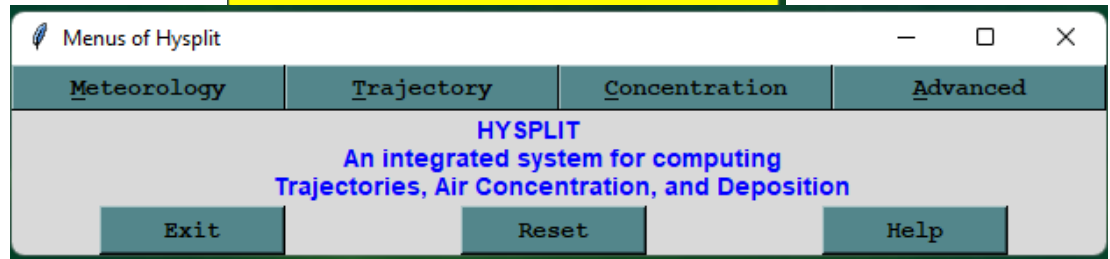 Menus of Hysplit
Meteorology Trajectory Concentration Advanced
HYSPLIT
An integrated system for computing
Trajectories, Air Concentration, and Deposition
Exit Reset Help